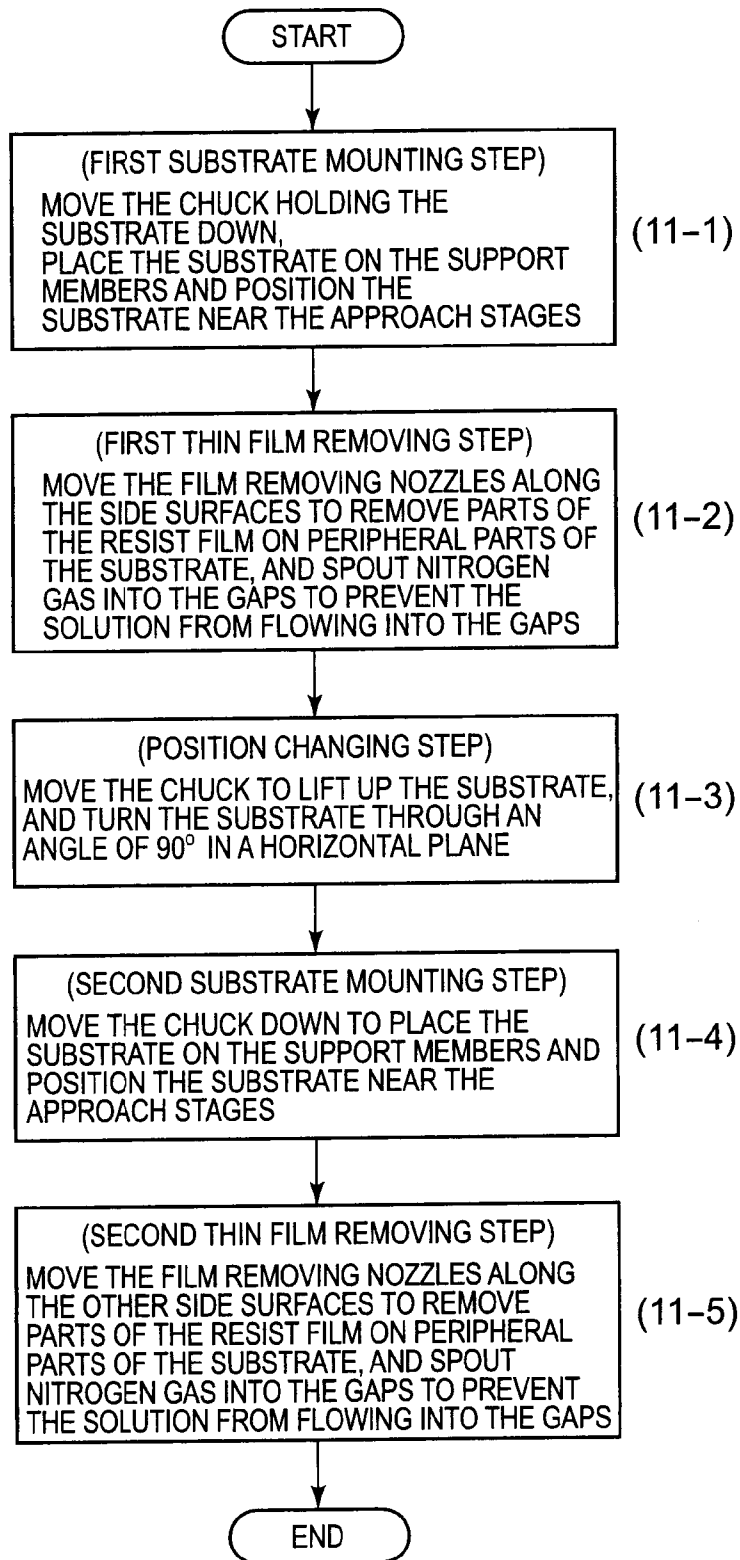 START
(FIRST SUBSTRATE MOUNTING STEP)
MOVE THE CHUCK HOLDING THE
SUBSTRATE DOWN,
PLACE THE SUBSTRATE ON THE SUPPORT
MEMBERS AND POSITION THE
SUBSTRATE NEAR THE APPROACH STAGES
(11-1)
(FIRST THIN FILM REMOVING STEP)
MOVE THE FILM REMOVING NOZZLES ALONG
THE SIDE SURFACES TO REMOVE PARTS OF
THE RESIST FILM ON PERIPHERAL PARTS OF
THE SUBSTRATE, AND SPOUT NITROGEN
GAS INTO THE GAPS TO PREVENT THE
SOLUTION FROM FLOWING INTO THE GAPS
(11-2)
(POSITION CHANGING STEP)
MOVE THE CHUCK TO LIFT UP THE SUBSTRATE,
AND TURN THE SUBSTRATE THROUGH AN
ANGLE OF 90° IN A HORIZONTAL PLANE
(11-3)
(SECOND SUBSTRATE MOUNTING STEP)
MOVE THE CHUCK DOWN TO PLACE THE
SUBSTRATE ON THE SUPPORT MEMBERS AND
POSITION THE SUBSTRATE NEAR THE
APPROACH STAGES
(11-4)
(SECOND THIN FILM REMOVING STEP)
MOVE THE FILM REMOVING NOZZLES ALONG
THE OTHER SIDE SURFACES TO REMOVE
PARTS OF THE RESIST FILM ON PERIPHERAL
PARTS OF THE SUBSTRATE, AND SPOUT
NITROGEN GAS INTO THE GAPS TO PREVENT
THE SOLUTION FROM FLOWING INTO THE GAPS
(11-5)
END